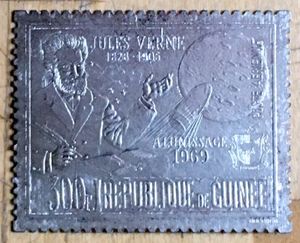 JULES VERNE
1828 - 1905
ALUNISSAGE
1969
300F. REPUBLIQUE DE GUINEE